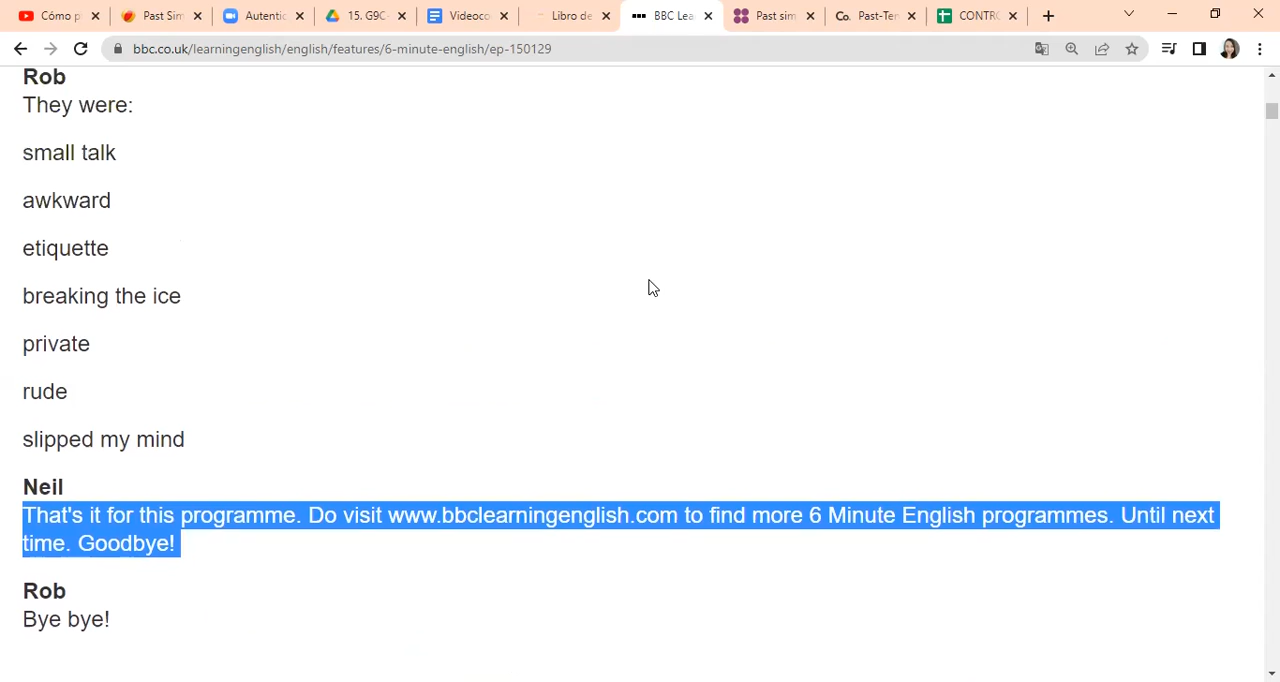 Cómo p
Past Sim
Autentic
15. G9C
Videoco
Libro de
BBC Lea
Past sim
Co. Past-Ten
CONTRO
bbc.co.uk/learningenglish/english/features/6-minute-english/ep-150129
Rob
They were:
small talk
awkward
etiquette
breaking the ice
private
rude
slipped my mind
Neil
That's it for this programme. Do visit www.bbclearningenglish.com to find more 6 Minute English programmes. Until next
time. Goodbye!
Rob
Bye bye!